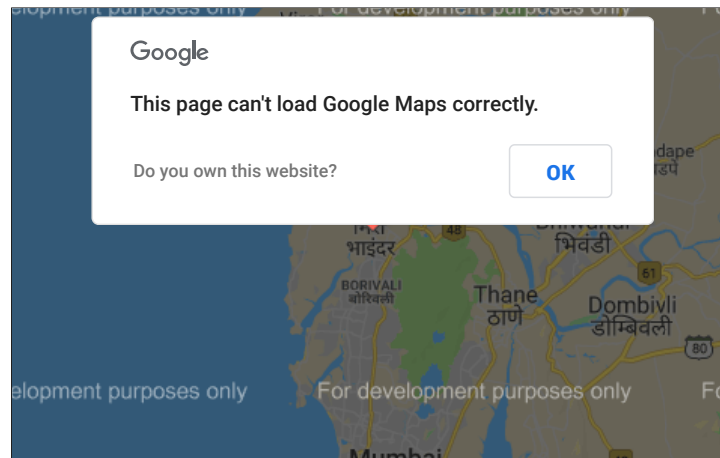 elopment purposes only For development purposes only F
Google
This page can't load Google Maps correctly.
Do you own this website? OK
भाइंदर
48
भिवंडी
61
BORIVALI
बोरिवली
Thane
ठाणे
Dombivli
डोम्बिवली
80
elopment purposes only For development purposes only Fo
Mumbai